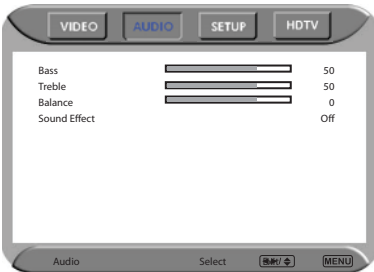 VIDEO AUDIO SETUP HDTV
Bass 50
Treble 50
Balance 0
Sound Effect Off
Audio Select MENU